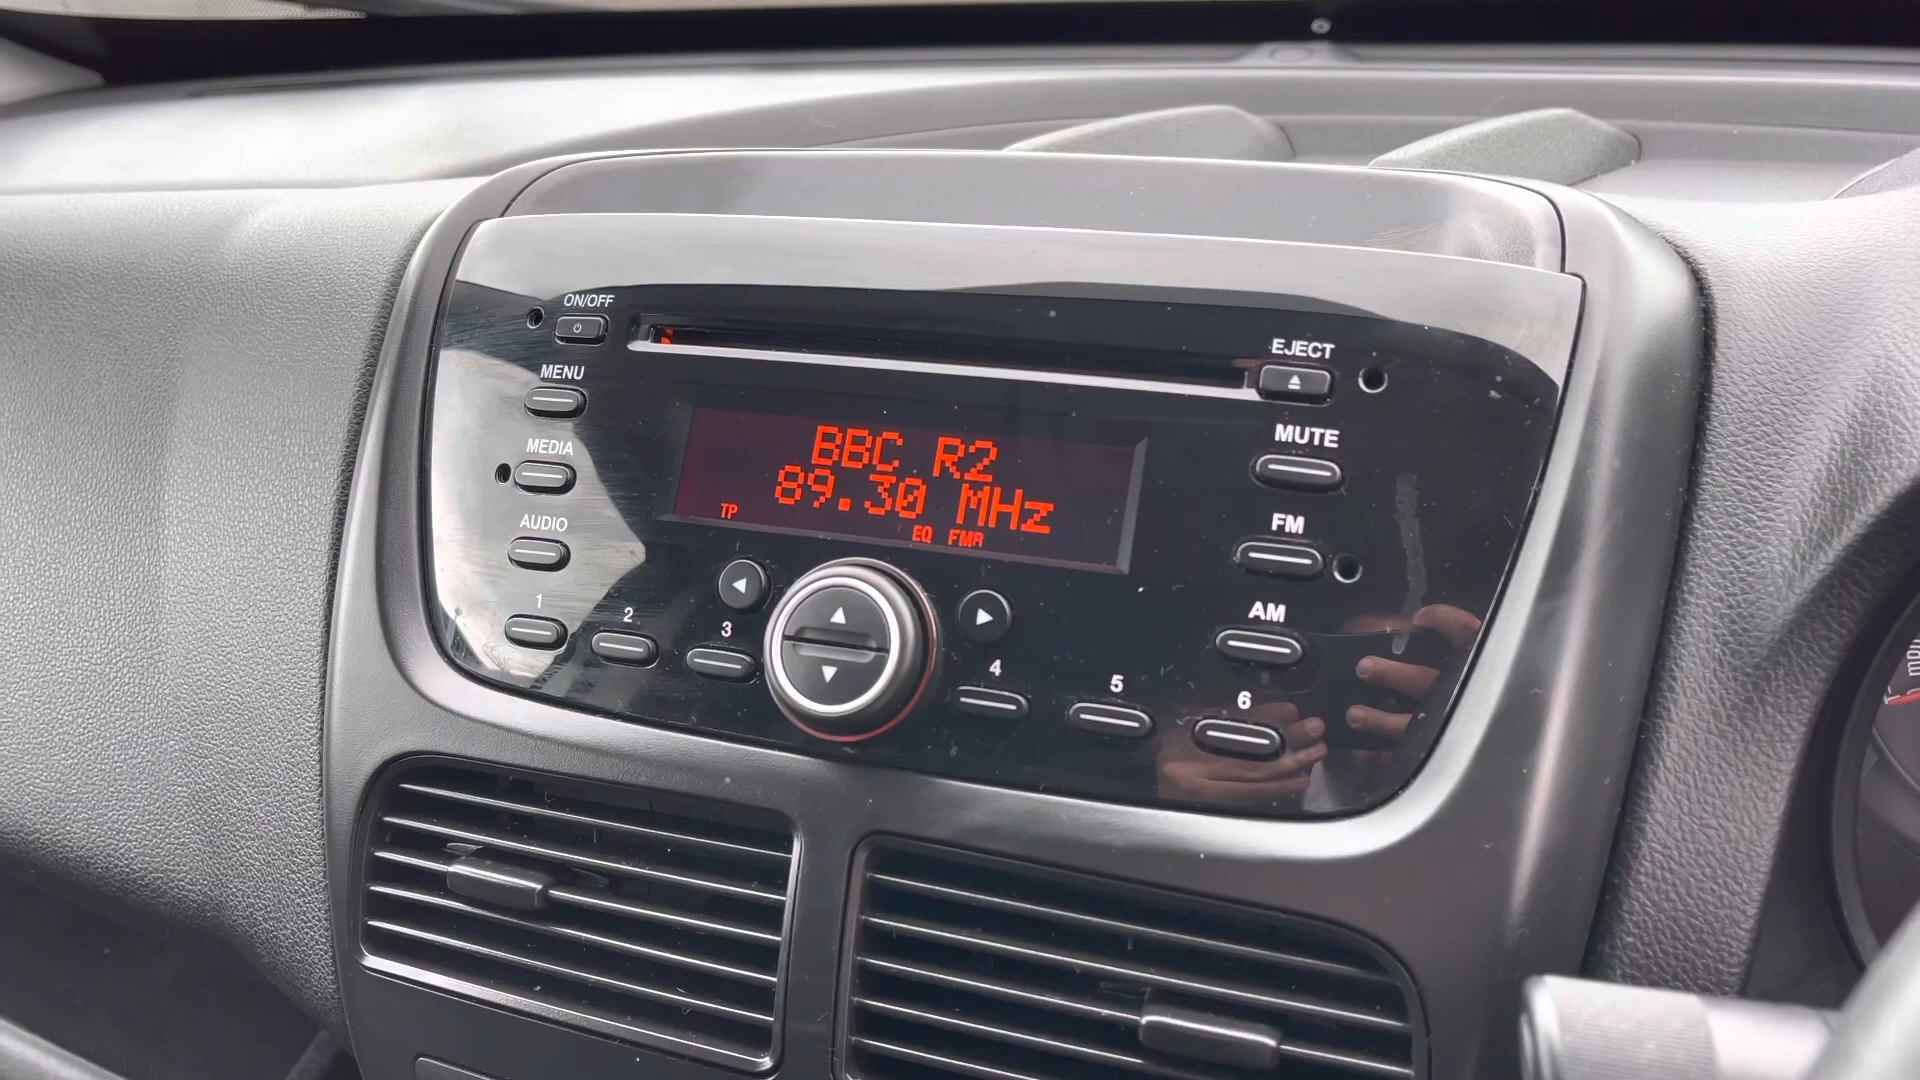 ON/OFF
EJECT
MENU
MUTE
MEDIA
BBC R2
89.30 MHz
TP
EQ FMA
AUDIO
FM
1
2
3
4
5
6
AM